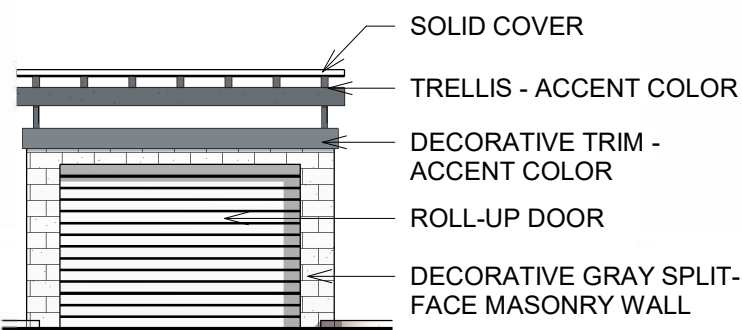 SOLID COVER
TRELLIS - ACCENT COLOR
DECORATIVE TRIM -
ACCENT COLOR
ROLL-UP DOOR
DECORATIVE GRAY SPLIT-
FACE MASONRY WALL